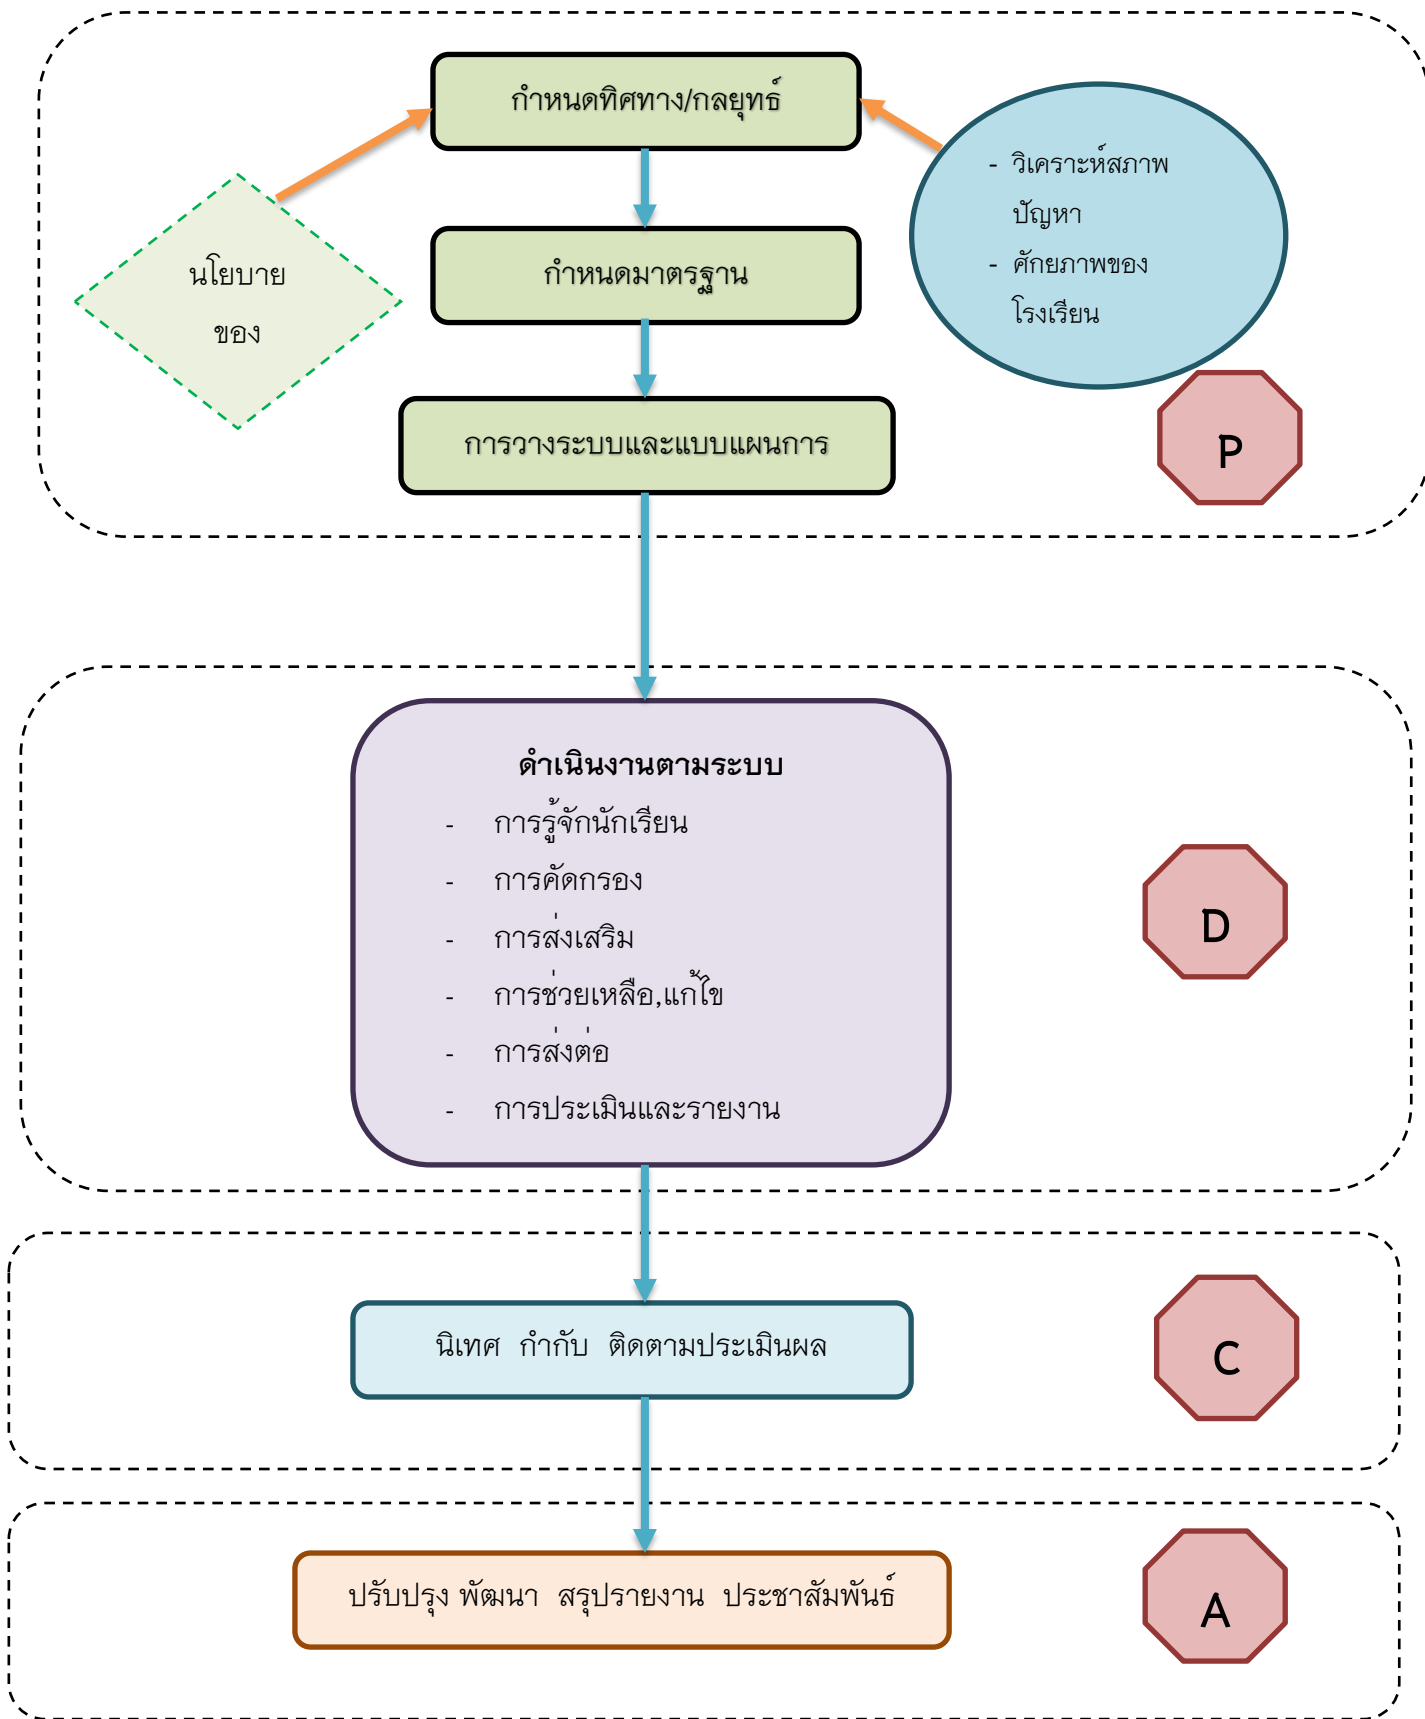 กำหนดทิศทาง/กลยุทธ์
- วิเคราะห์สภาพ
ปัญหา
- ศักยภาพของ
โรงเรียน
นโยบาย
ของ
กำหนดมาตรฐาน
การวางระบบและแบบแผนการ
P
ดำเนินงานตามระบบ
- การรู้จักนักเรียน
- การคัดกรอง
- การส่งเสริม
- การช่วยเหลือ,แก้ไข
- การส่งต่อ
- การประเมินและรายงาน
D
นิเทศ กำกับ ติดตามประเมินผล
C
ปรับปรุง พัฒนา สรุปรายงาน ประชาสัมพันธ์
A